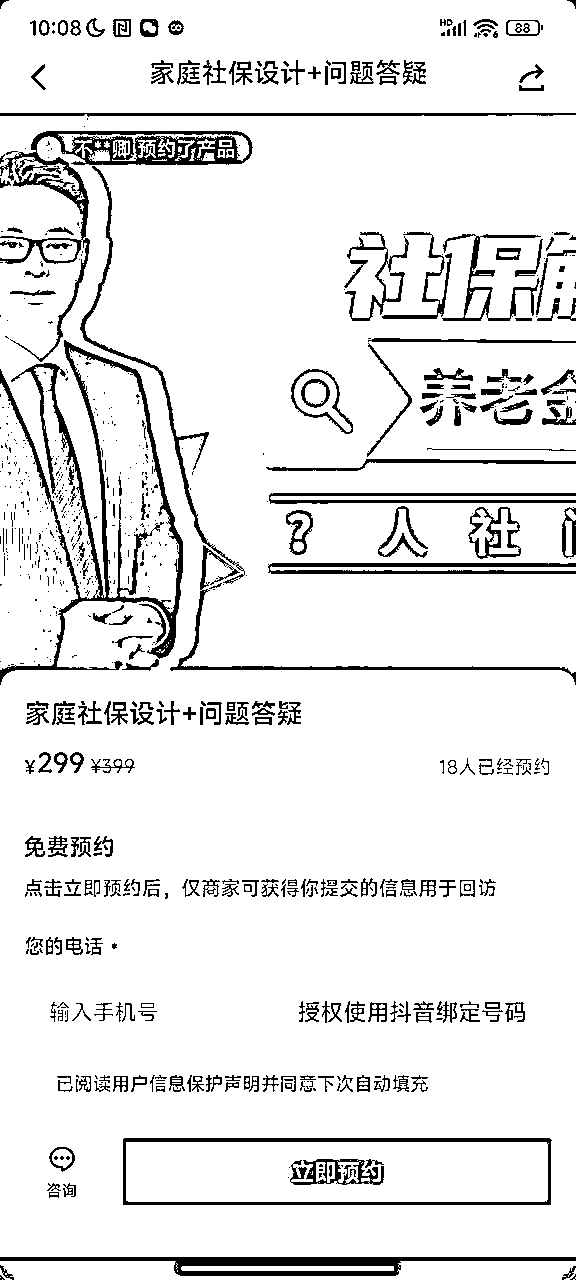 10:08 HD 88
家庭社保设计+问题答疑
不**卿 预约了产品
社保解
养老金
? 人 社
家庭社保设计+问题答疑
¥299 ¥399 18人已经预约
免费预约
点击立即预约后，仅商家可获得你提交的信息用于回访
您的电话 •
输入手机号 授权使用抖音绑定号码
已阅读用户信息保护声明并同意下次自动填充
咨询 立即预约